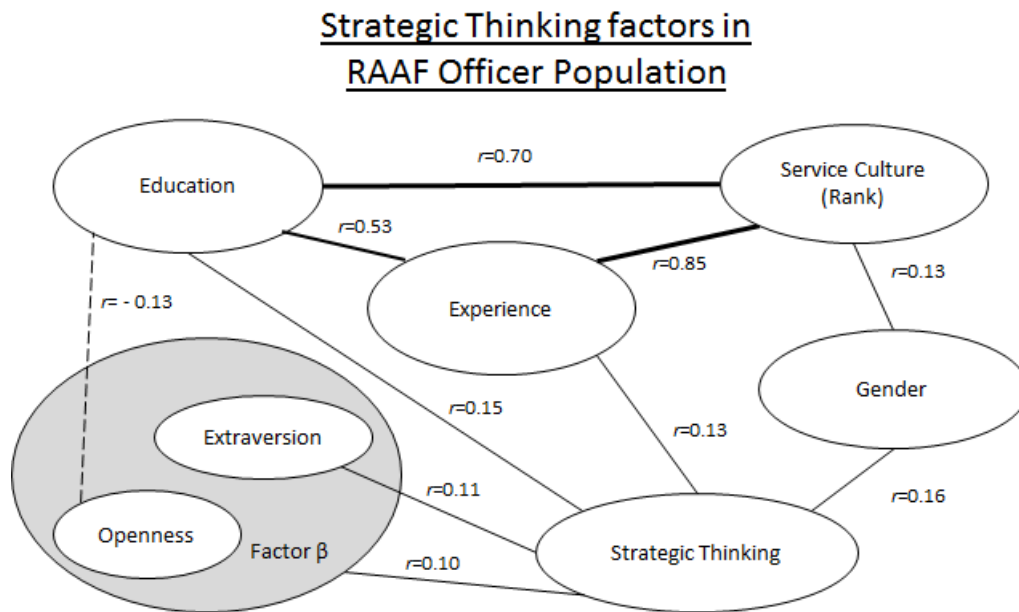 Strategic Thinking factors in
RAAF Officer Population
r=0.70
Education
Service Culture
(Rank)
r=0.53
r=0.85
r=0.13
r= - 0.13
Experience
Gender
r=0.15
r=0.13
Extraversion
r=0.11
r=0.16
Openness
Factor β
r=0.10
Strategic Thinking